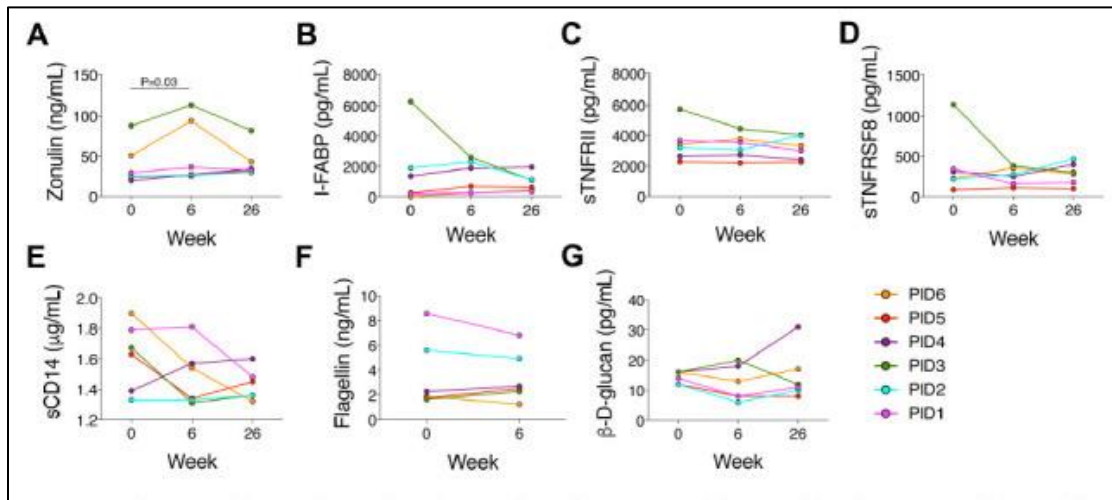 A
Zonulin (ng/mL)
150
100
50
0
P=0.03
0 6 26
Week
B
I-FABP (pg/mL)
8000
6000
4000
2000
0
0 6 26
Week
C
sTNFRII (pg/mL)
8000
6000
4000
2000
0
0 6 26
Week
D
sTNFRSF8 (pg/mL)
1500
1000
500
0
0 6 26
Week
E
sCD14 (μg/mL)
2.0
1.8
1.6
1.4
1.2
0 6 26
Week
F
Flagellin (ng/mL)
10
8
6
4
2
0
0 6
Week
G
β-D-glucan (pg/mL)
40
30
20
10
0
0 6 26
Week
PID6
PID5
PID4
PID3
PID2
PID1